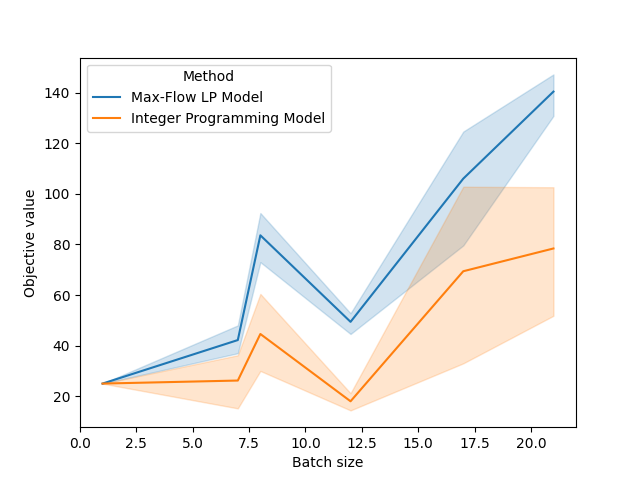 Method
Max-Flow LP Model
Integer Programming Model
140
120
100
80
60
40
20
Objective value
0.0 2.5 5.0 7.5 10.0 12.5 15.0 17.5 20.0
Batch size